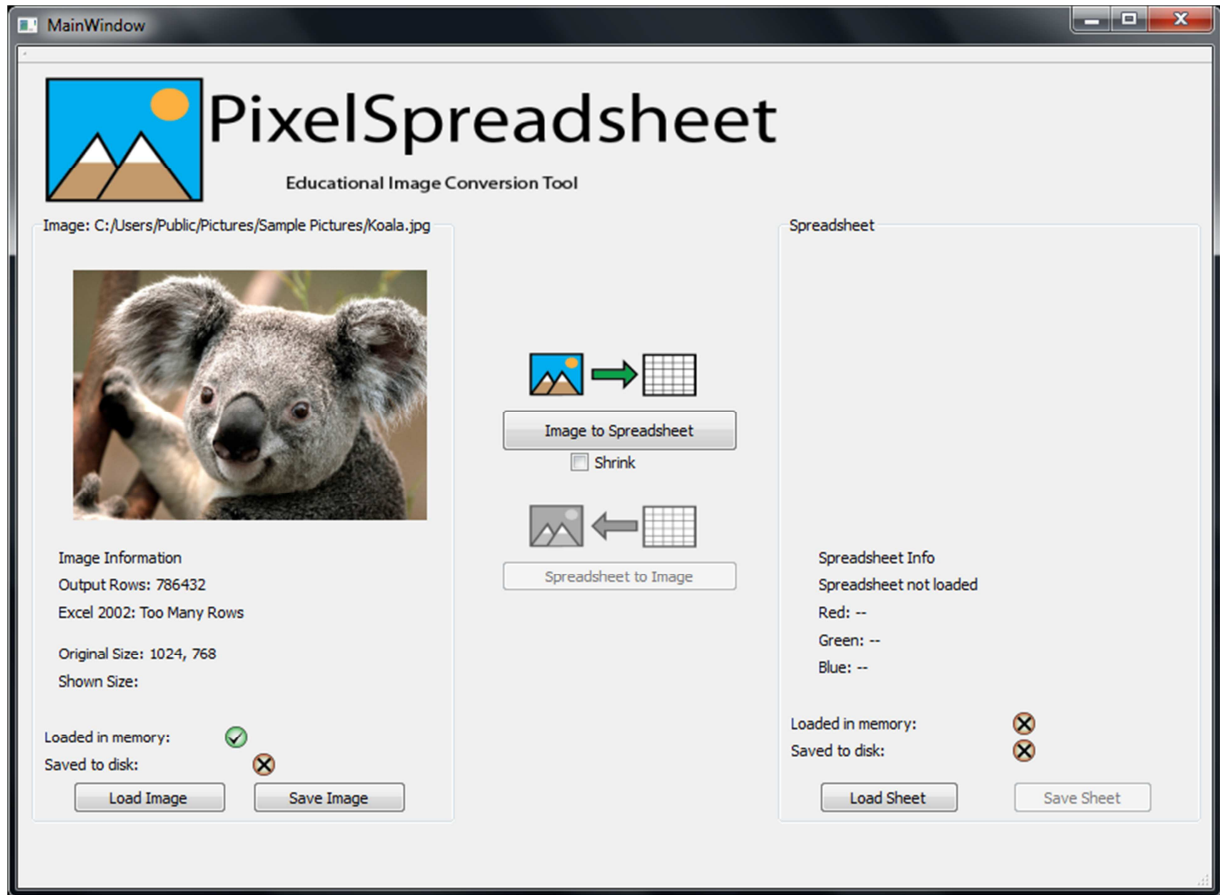 MainWindow
PixelSpreadsheet
Educational Image Conversion Tool
Image: C:/Users/Public/Pictures/Sample Pictures/Koala.jpg
Image Information
Output Rows: 786432
Excel 2002: Too Many Rows
Original Size: 1024, 768
Shown Size:
Loaded in memory:
Saved to disk:
Load Image
Save Image
Image to Spreadsheet
Shrink
Spreadsheet to Image
Spreadsheet
Spreadsheet Info
Spreadsheet not loaded
Red: --
Green: --
Blue: --
Loaded in memory:
Saved to disk:
Load Sheet
Save Sheet